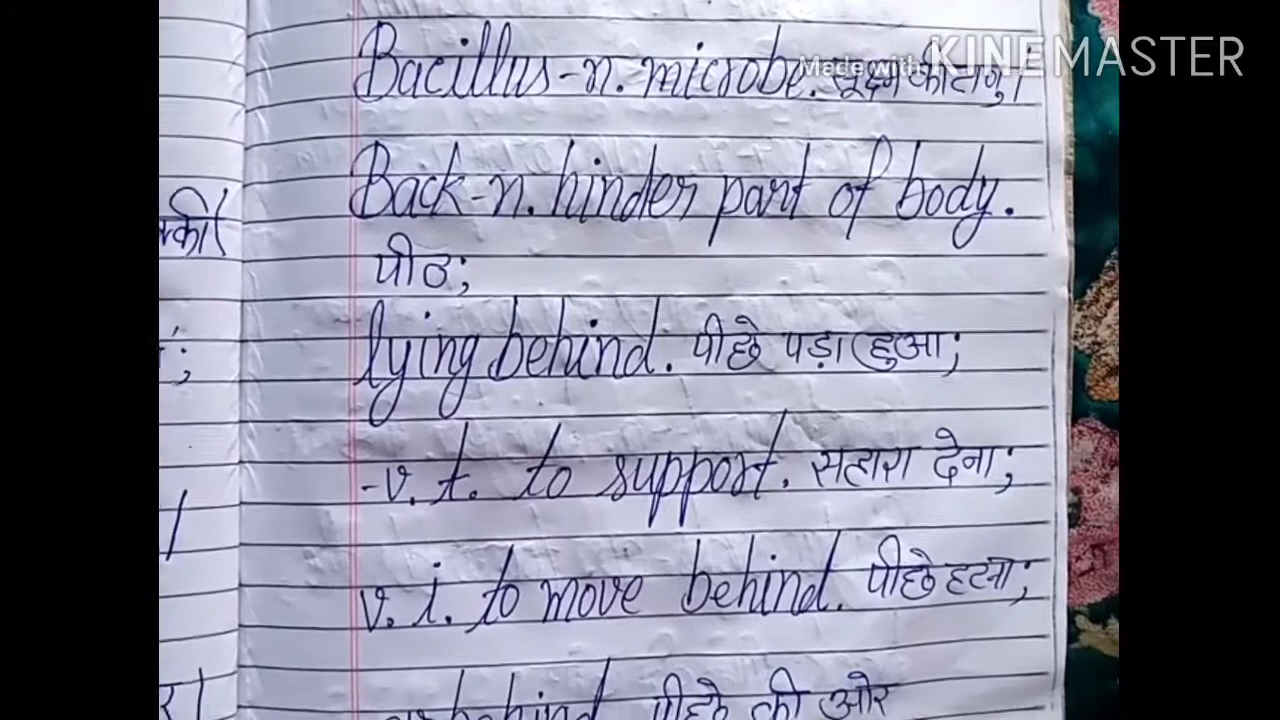 Made with KINEMASTER
Bacillus-n. microbe. सूक्ष्म कीटाणु।
Back-n. hinder part of body.
पीठ;
lying behind. पीछे पड़ा हुआ;
-v. t. to support. सहारा देना;
v. i. to move behind. पीछे हटना;
behind पीछे की ओर